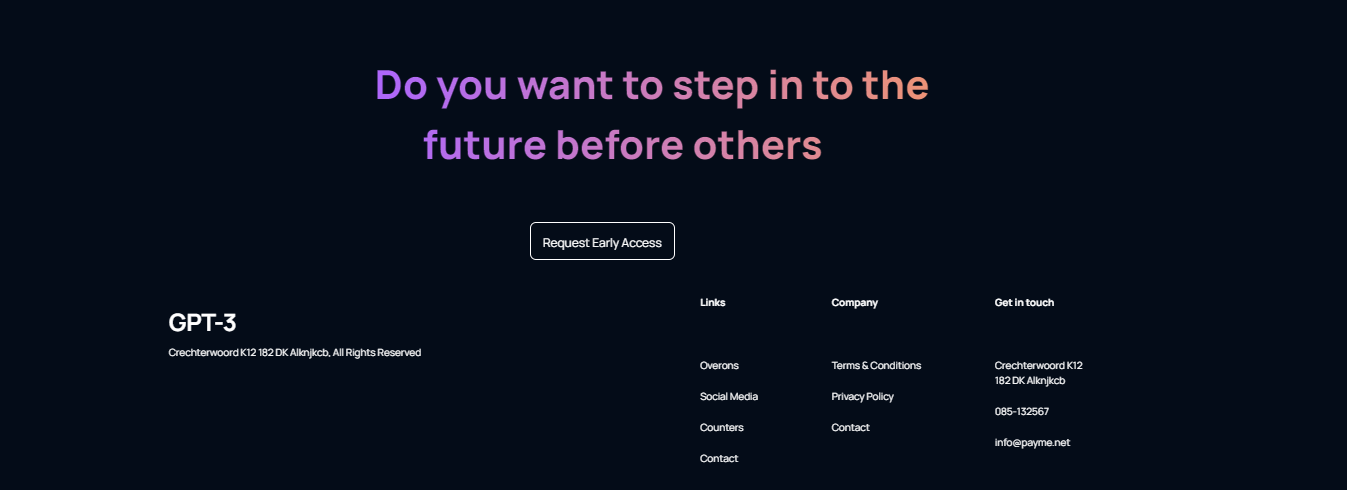 Do you want to step in to the
future before others
Request Early Access
GPT-3
Crechterwoord K12 182 DK Alknjkcb, All Rights Reserved
Links
Overons
Social Media
Counters
Contact
Company
Terms & Conditions
Privacy Policy
Contact
Get in touch
Crechterwoord K12
182 DK Alknjkcb
085-132567
info@payme.net